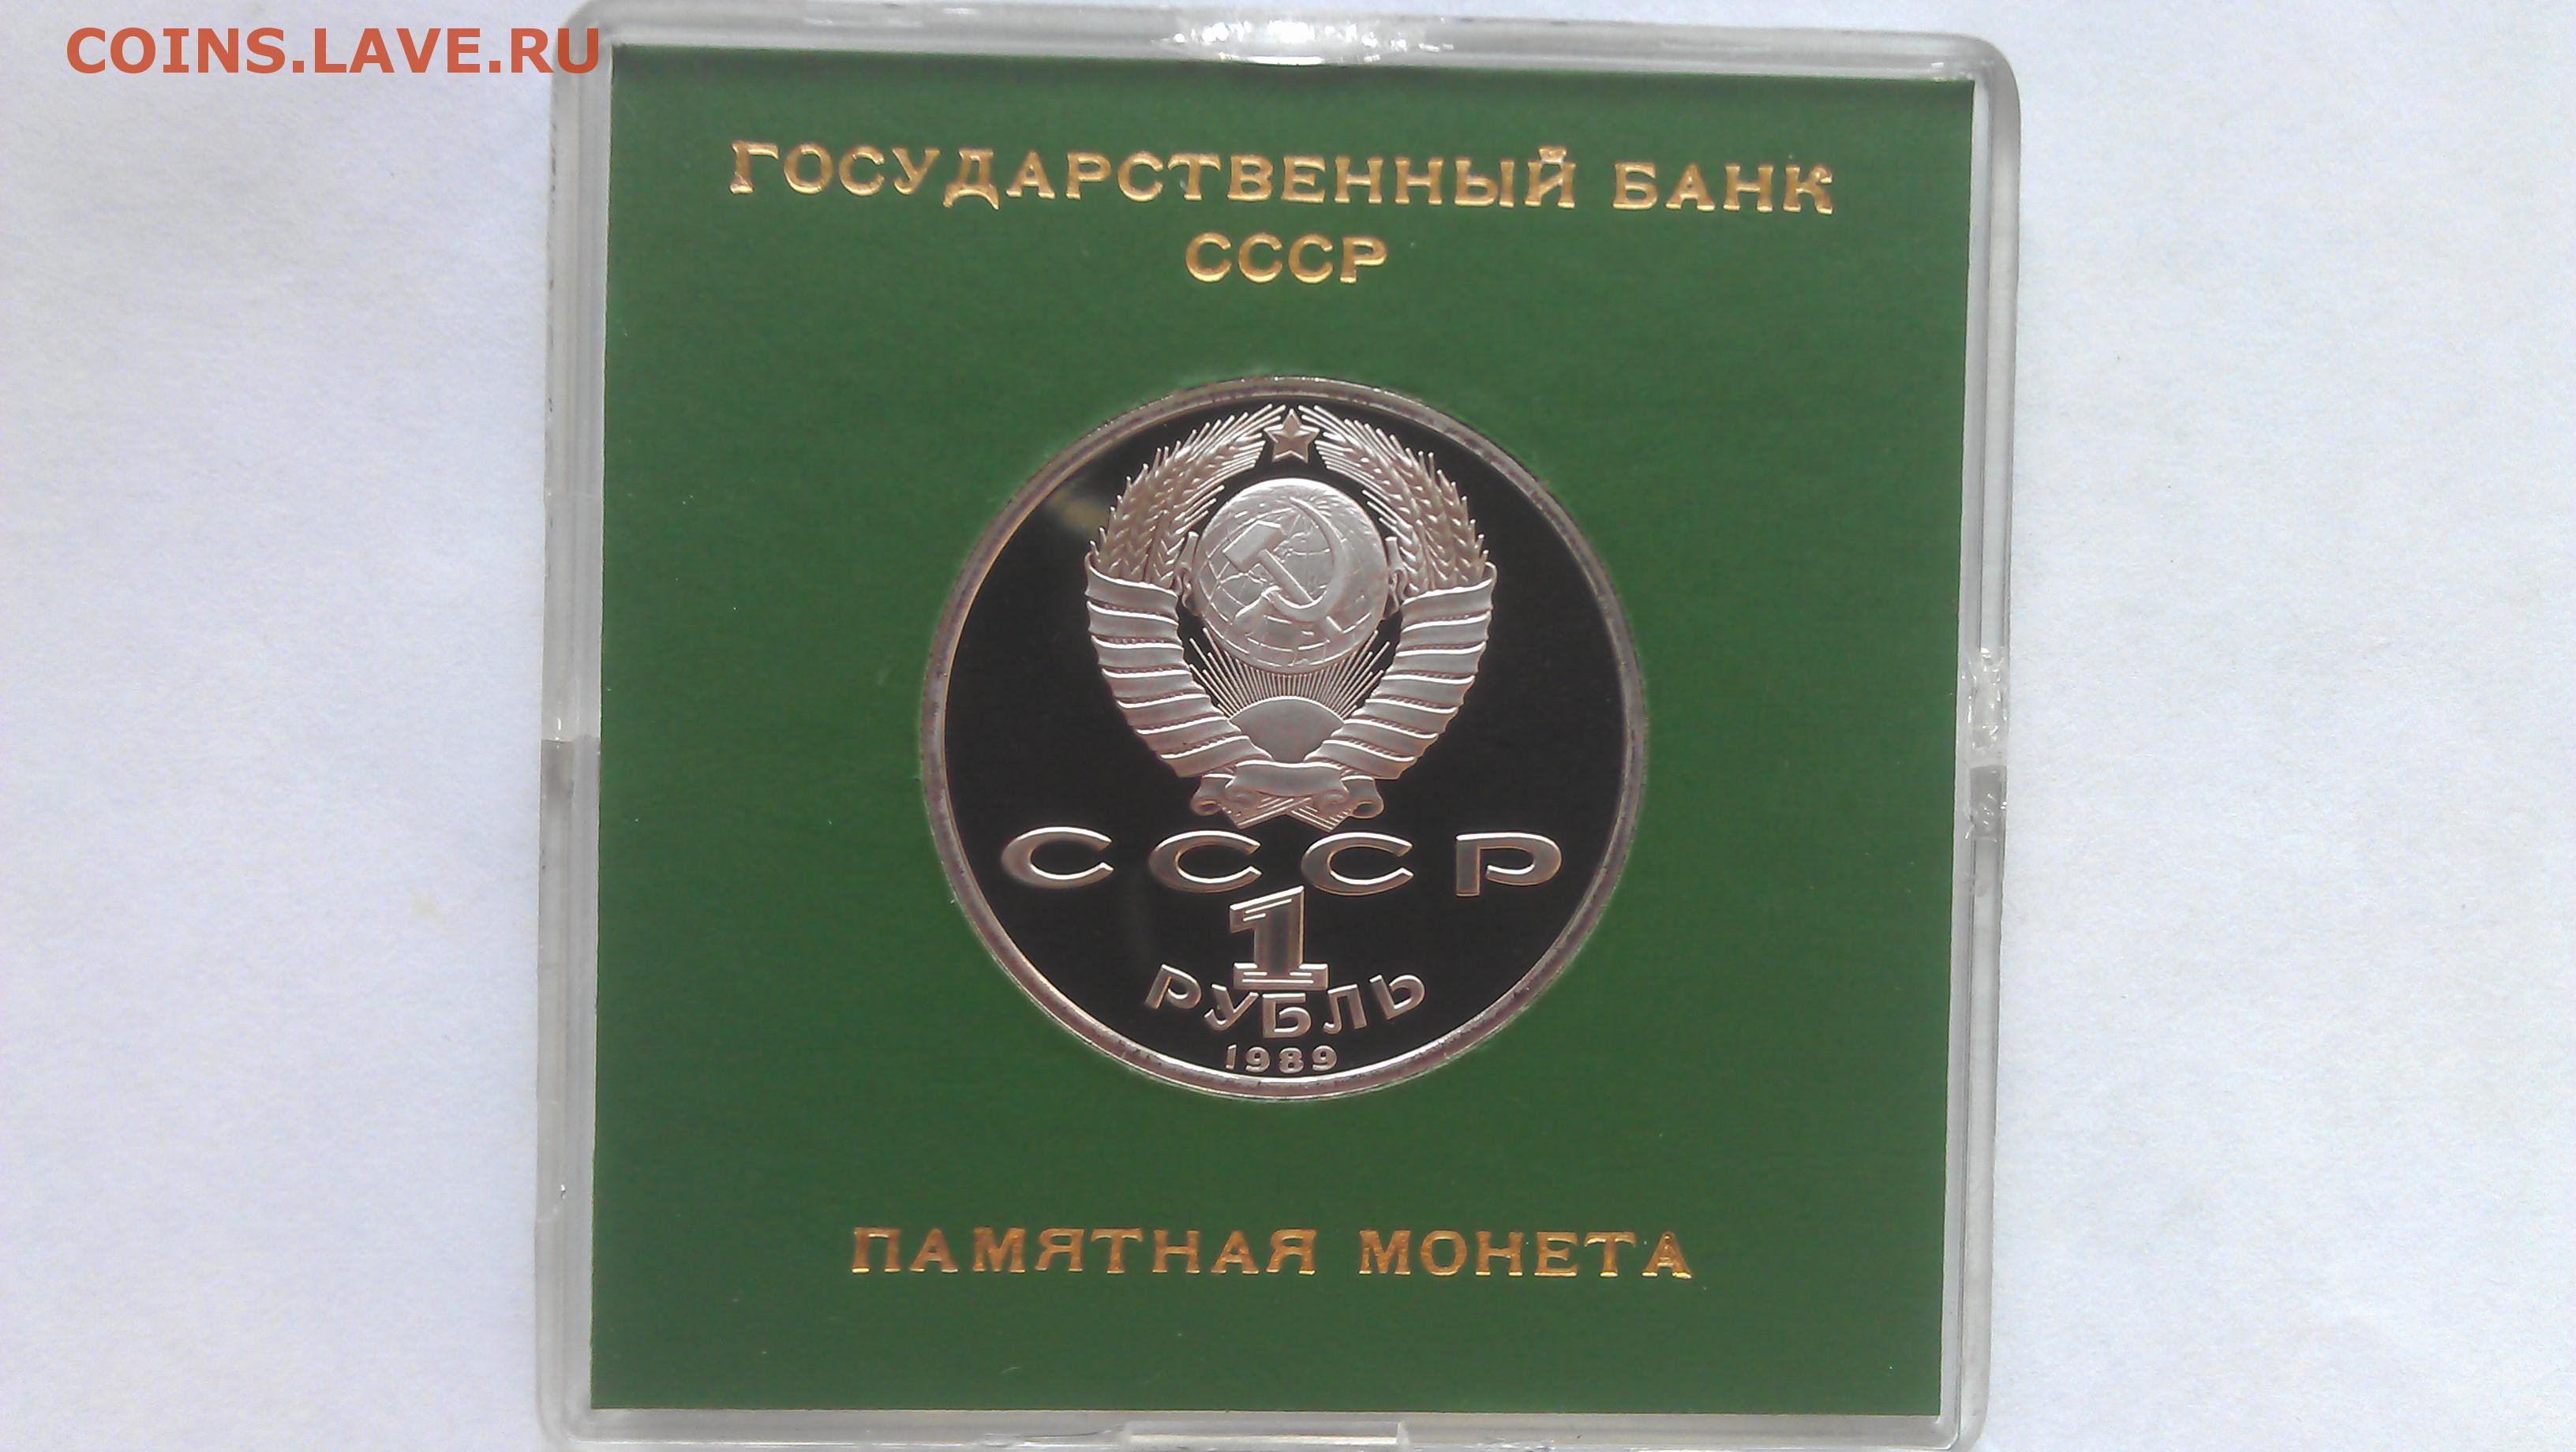 COINS.LAVE.RU
ГОСУДАРСТВЕННЫЙ БАНК
СССР
СССР
1
РУБЛЬ
1989
ПАМЯТНАЯ МОНЕТА